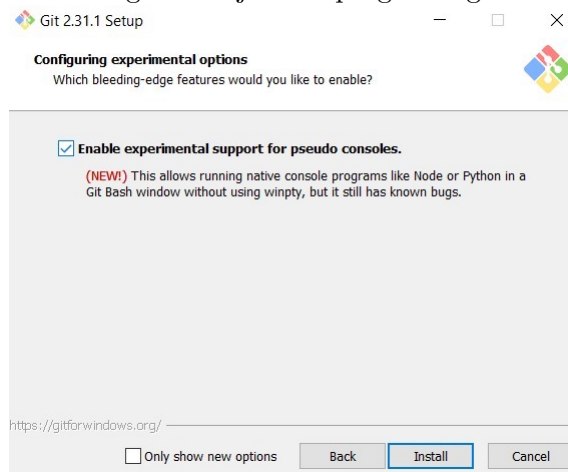 Git 2.31.1 Setup
Configuring experimental options
Which bleeding-edge features would you like to enable?
Enable experimental support for pseudo consoles.
(NEW!) This allows running native console programs like Node or Python in a
Git Bash window without using winpty, but it still has known bugs.
https://gitforwindows.org/
Only show new options Back Install Cancel